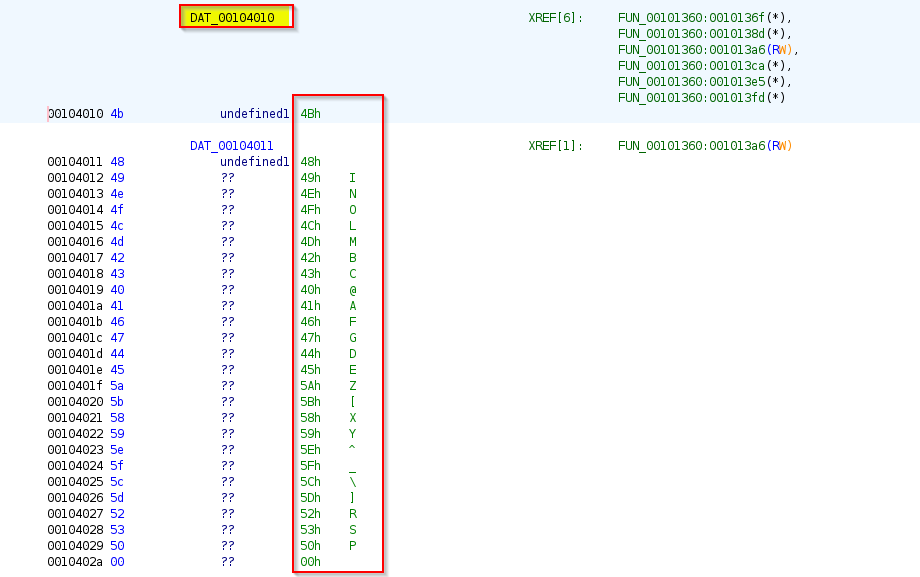 DAT_00104010 XREF[6]: FUN_00101360:0010136f(*),
FUN_00101360:0010138d(*),
FUN_00101360:001013a6(RW),
FUN_00101360:001013ca(*),
FUN_00101360:001013e5(*),
FUN_00101360:001013fd(*)
00104010 4b undefined1 4Bh
DAT_00104011 XREF[1]: FUN_00101360:001013a6(RW)
00104011 48 undefined1 48h
00104012 49 ?? 49h I
00104013 4e ?? 4Eh N
00104014 4f ?? 4Fh O
00104015 4c ?? 4Ch L
00104016 4d ?? 4Dh M
00104017 42 ?? 42h B
00104018 43 ?? 43h C
00104019 40 ?? 40h @
0010401a 41 ?? 41h A
0010401b 46 ?? 46h F
0010401c 47 ?? 47h G
0010401d 44 ?? 44h D
0010401e 45 ?? 45h E
0010401f 5a ?? 5Ah Z
00104020 5b ?? 5Bh [
00104021 58 ?? 58h X
00104022 59 ?? 59h Y
00104023 5e ?? 5Eh ^
00104024 5f ?? 5Fh _
00104025 5c ?? 5Ch \
00104026 5d ?? 5Dh ]
00104027 52 ?? 52h R
00104028 53 ?? 53h S
00104029 50 ?? 50h P
0010402a 00 ?? 00h